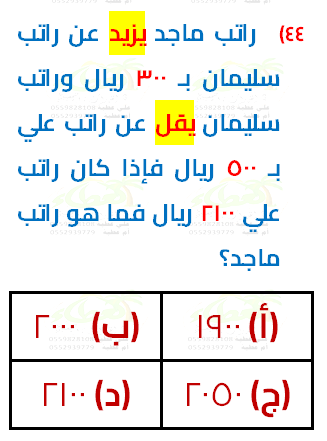 ٤٤) راتب ماجد يزيد عن راتب
سليمان بـ ٣٠٠ ريال وراتب
سليمان يقل عن راتب علي
بـ ٥٠٠ ريال فإذا كان راتب
علي ٢١٠٠ ريال فما هو راتب
ماجد؟
(أ) ١٩٠٠ (ب) ٢٠٠٠
(ج) ٢٠٥٠ (د) ٢١٠٠